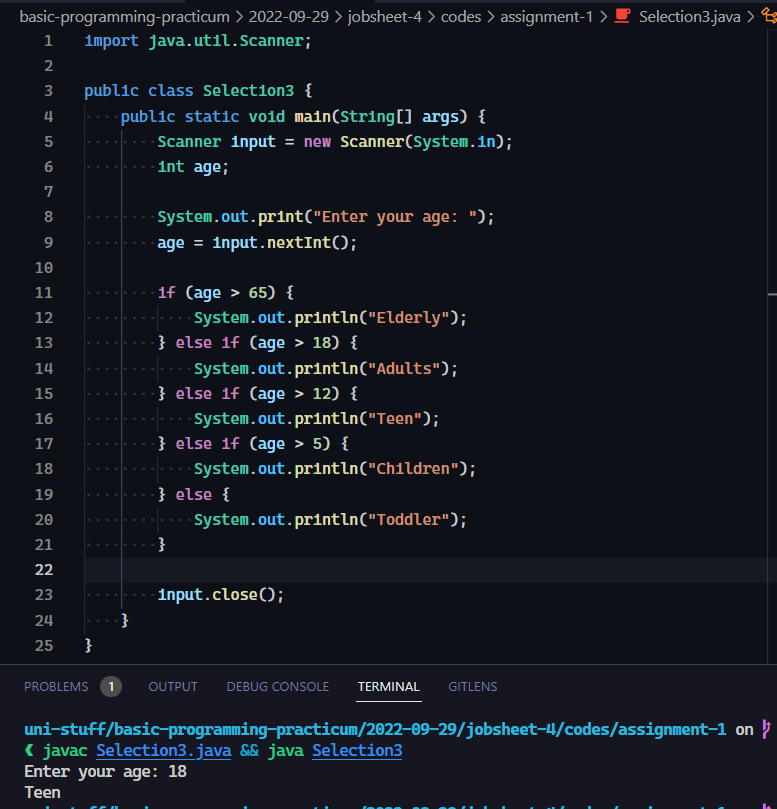 basic-programming-practicum > 2022-09-29 > jobsheet-4 > codes > assignment-1 > Selection3.java >
1 import java.util.Scanner;
2
3 public class Selection3 {
4 public static void main(String[] args) {
5 Scanner input = new Scanner(System.in);
6 int age;
7
8 System.out.print("Enter your age: ");
9 age = input.nextInt();
10
11 if (age > 65) {
12 System.out.println("Elderly");
13 } else if (age > 18) {
14 System.out.println("Adults");
15 } else if (age > 12) {
16 System.out.println("Teen");
17 } else if (age > 5) {
18 System.out.println("Children");
19 } else {
20 System.out.println("Toddler");
21 }
22
23 input.close();
24 }
25 }
PROBLEMS 1 OUTPUT DEBUG CONSOLE TERMINAL GITLENS
uni-stuff/basic-programming-practicum/2022-09-29/jobsheet-4/codes/assignment-1 on
❮ javac Selection3.java && java Selection3
Enter your age: 18
Teen